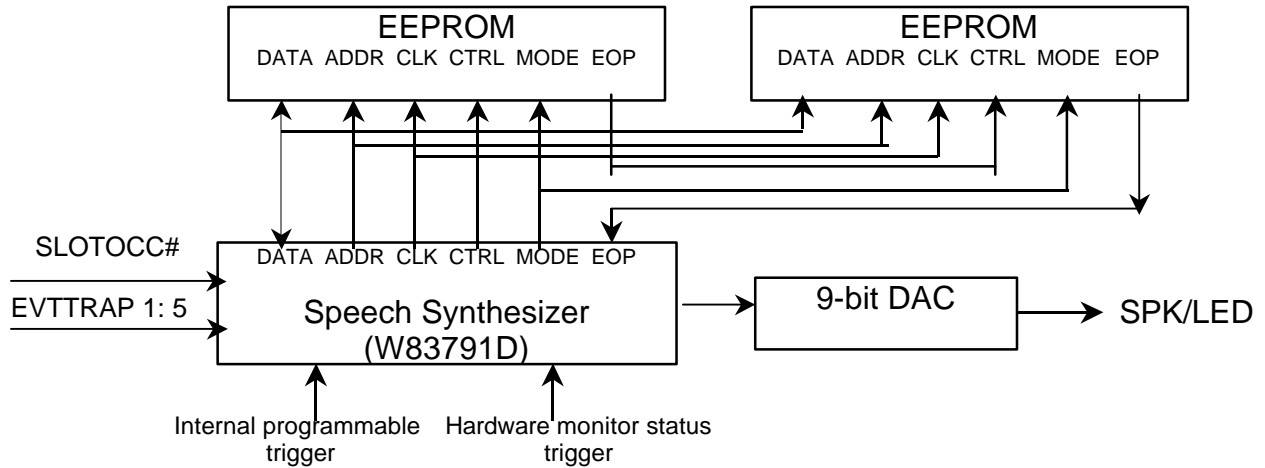 EEPROM
DATA ADDR CLK CTRL MODE EOP
EEPROM
DATA ADDR CLK CTRL MODE EOP
SLOTOCC#
EVTTRAP 1: 5
DATA ADDR CLK CTRL MODE EOP
Speech Synthesizer
(W83791D)
9-bit DAC
SPK/LED
Internal programmable
trigger
Hardware monitor status
trigger